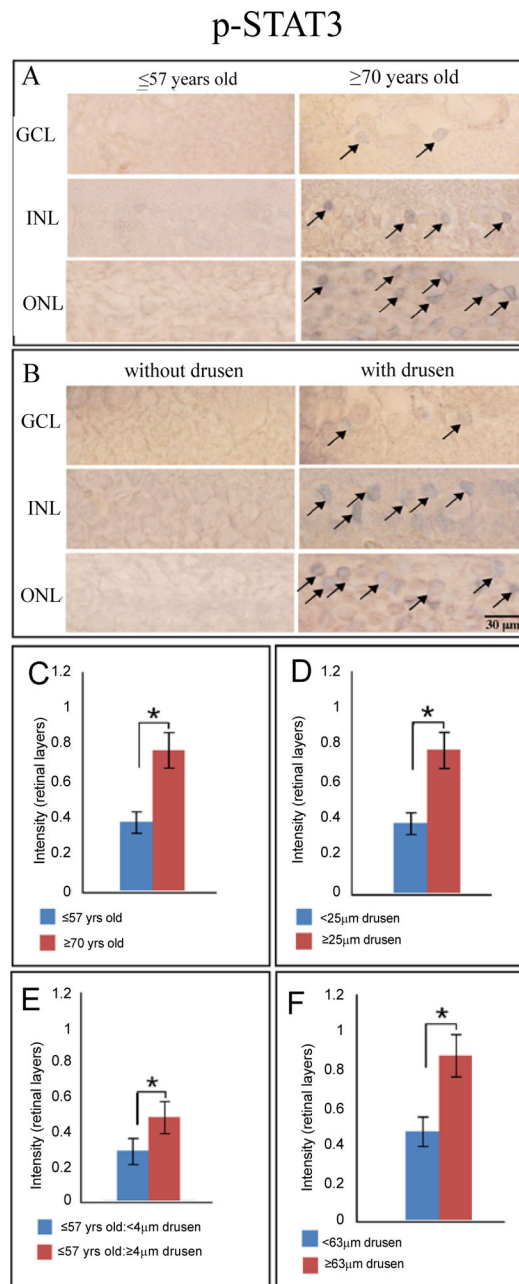 p-STAT3
A
≤57 years old
≥70 years old
GCL
INL
ONL
B
without drusen
with drusen
GCL
INL
ONL
30 μm
C
1.2
1
0.8
0.6
0.4
0.2
0
Intensity (retinal layers)
*
≤57 yrs old
≥70 yrs old
D
1.2
1
0.8
0.6
0.4
0.2
0
Intensity (retinal layers)
*
<25μm drusen
≥25μm drusen
E
1.2
1
0.8
0.6
0.4
0.2
0
Intensity (retinal layers)
*
≤57 yrs old:<4μm drusen
≤57 yrs old:≥4μm drusen
F
1.2
1
0.8
0.6
0.4
0.2
0
Intensity (retinal layers)
*
<63μm drusen
≥63μm drusen